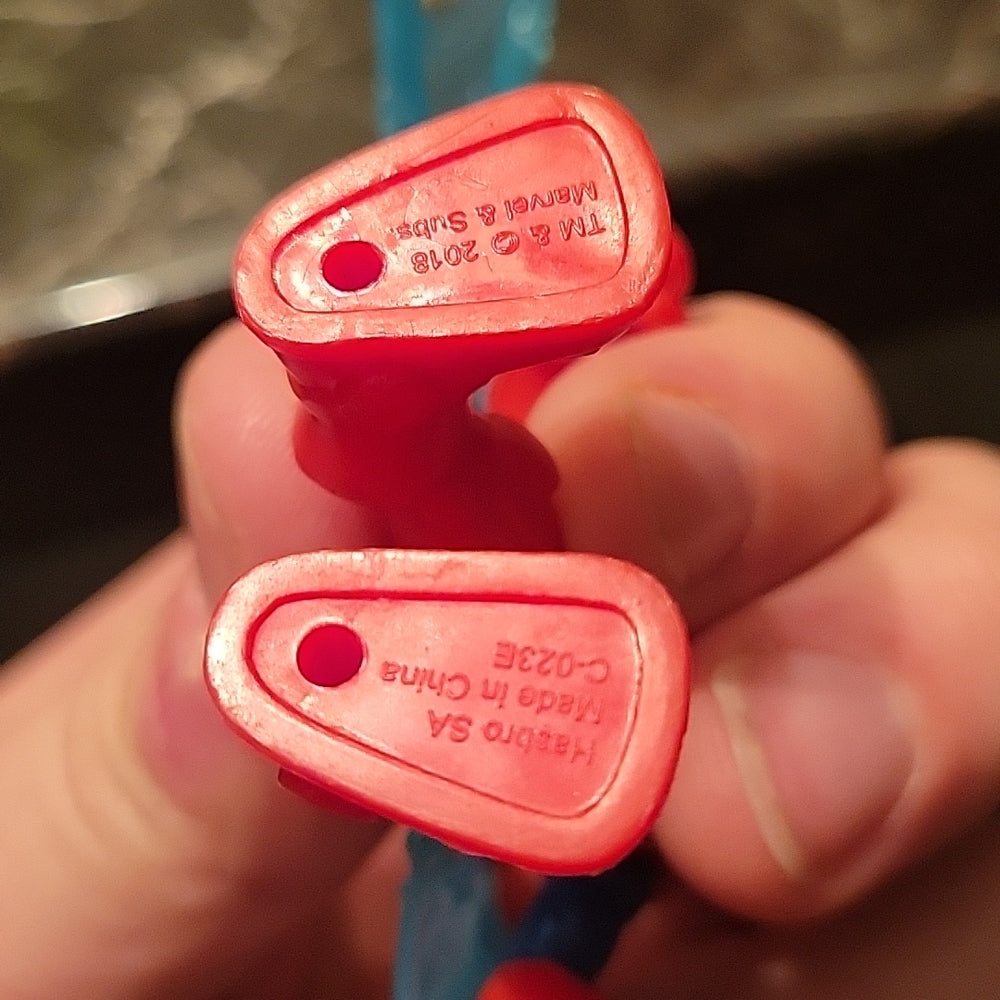 TM & © 2018
Marvel & Subs.
Hasbro SA
Made in China
C-023E